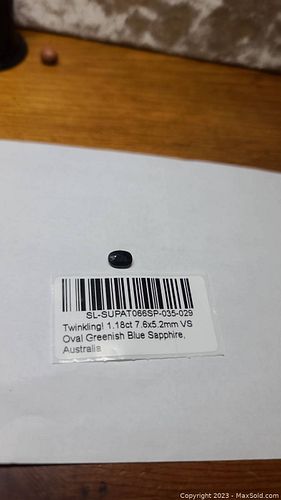 SL-SUPAT066SP-035-029
Twinkling! 1.18ct 7.6x5.2mm VS
Oval Greenish Blue Sapphire,
Australia
Copyright 2023 - MaxSold.com